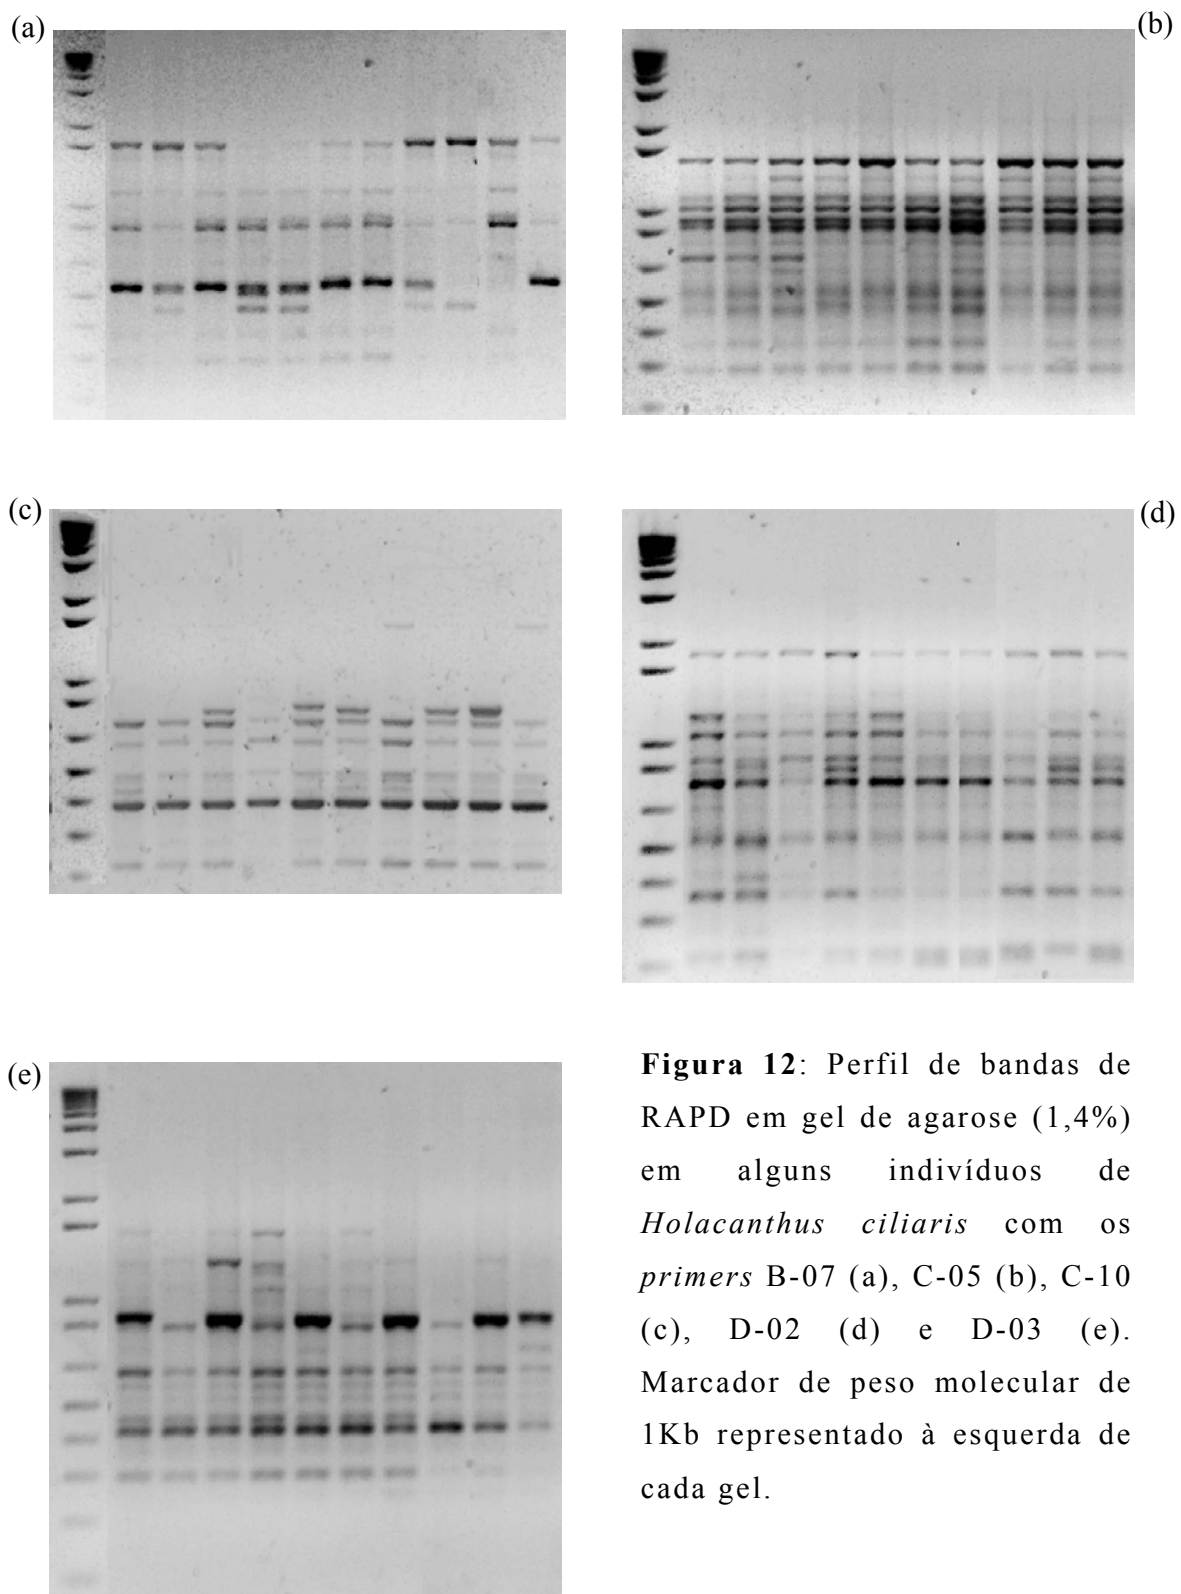 (a)
(b)
(c)
(d)
(e)
Figura 12: Perfil de bandas de
RAPD em gel de agarose (1,4%)
em alguns indivíduos de
Holacanthus ciliaris com os
primers B-07 (a), C-05 (b), C-10
(c), D-02 (d) e D-03 (e).
Marcador de peso molecular de
1Kb representado à esquerda de
cada gel.